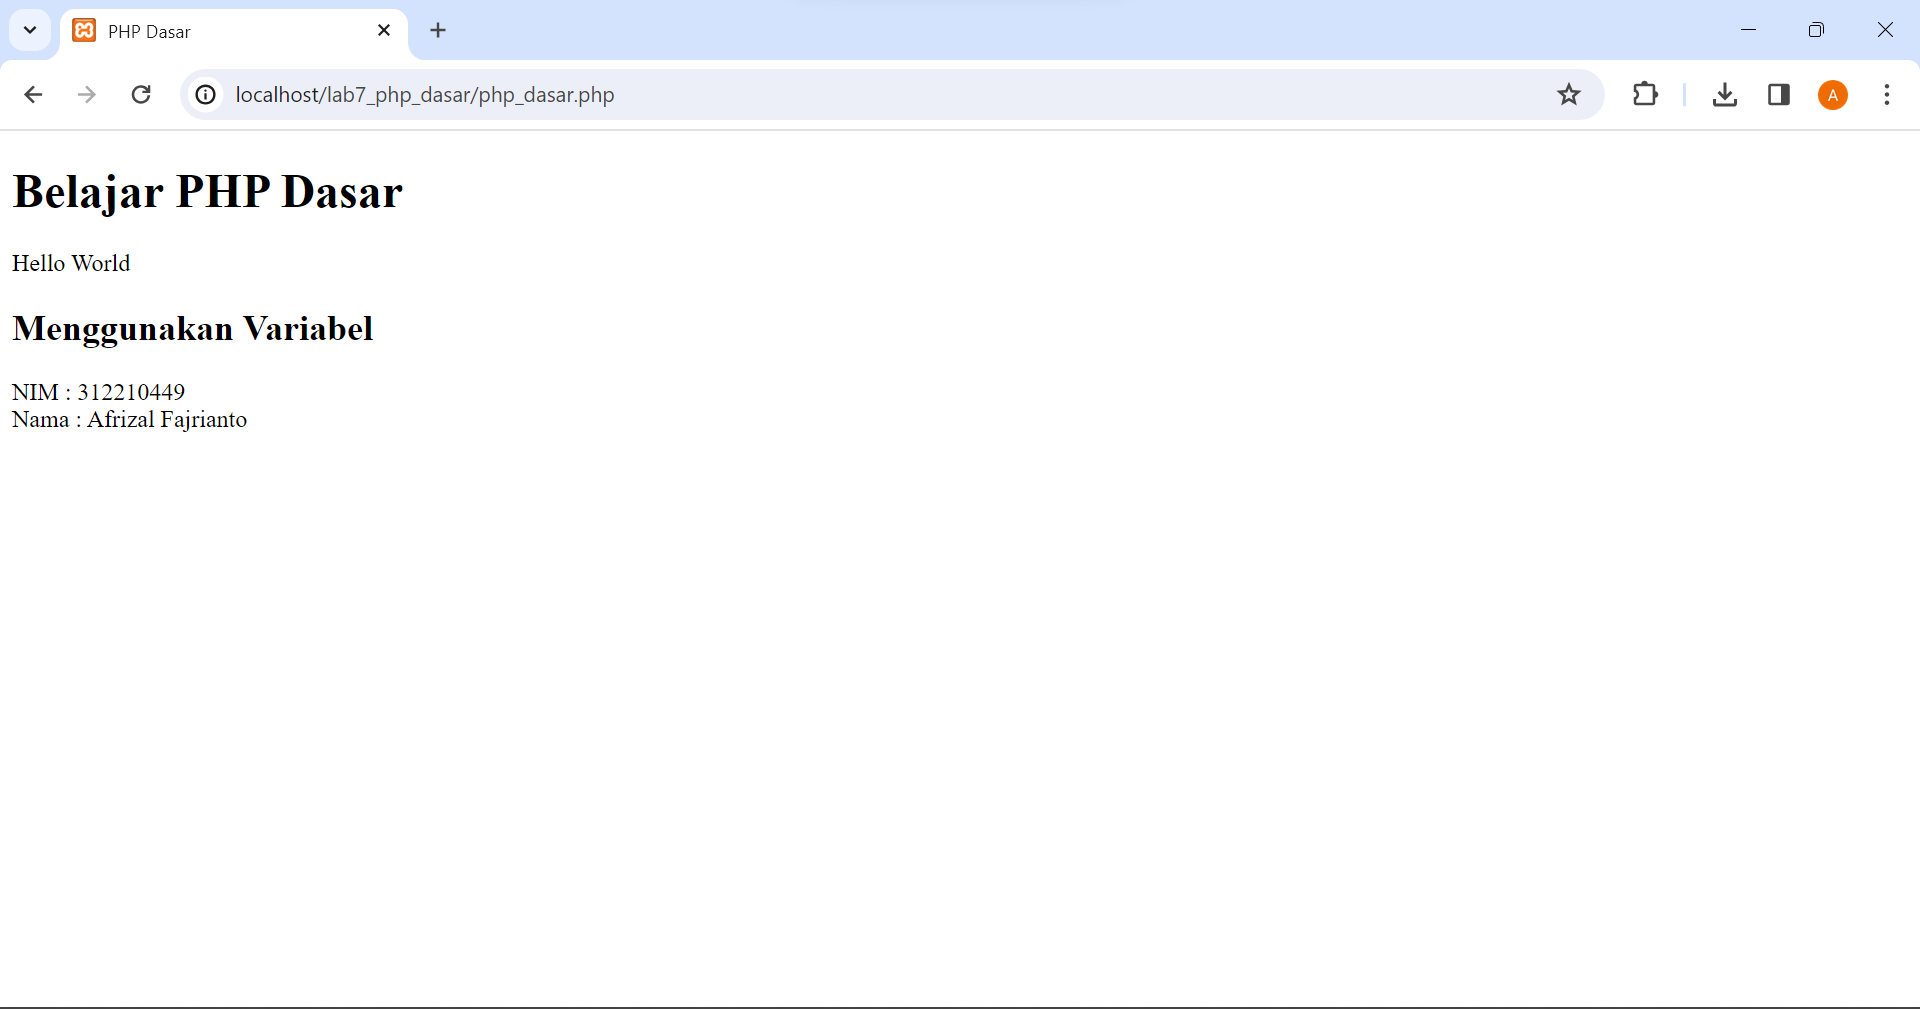 PHP Dasar
localhost/lab7_php_dasar/php_dasar.php
A
Belajar PHP Dasar
Hello World
Menggunakan Variabel
NIM : 312210449
Nama : Afrizal Fajrianto